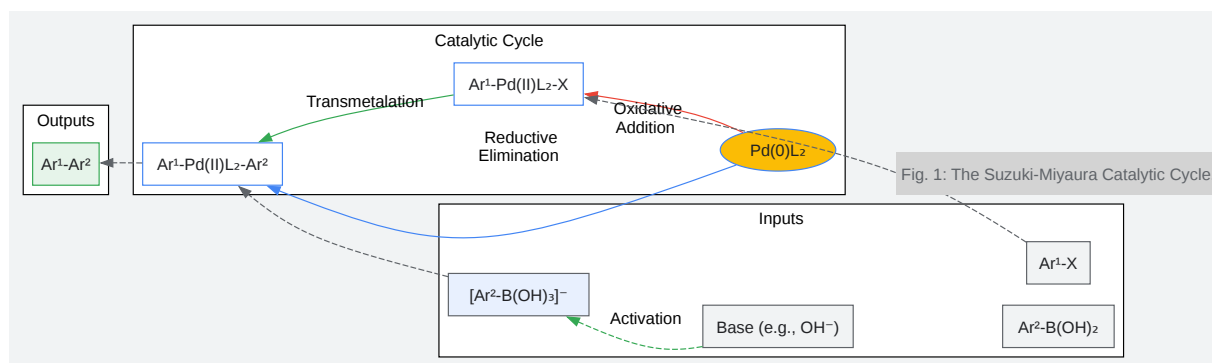 Catalytic Cycle
Ar¹-Pd(II)L₂-X
Transmetalation
Oxidative
Addition
Outputs
Reductive
Elimination
Pd(0)L₂
Ar¹-Ar²
Ar¹-Pd(II)L₂-Ar²
Fig. 1: The Suzuki-Miyaura Catalytic Cycle
Inputs
Ar¹-X
[Ar²-B(OH)₃]⁻
Activation
Base (e.g., OH⁻)
Ar²-B(OH)₂